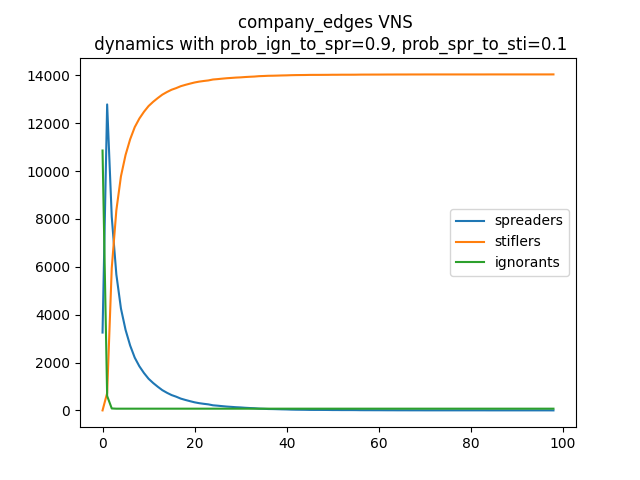 company_edges VNS
dynamics with prob_ign_to_spr=0.9, prob_spr_to_sti=0.1
14000
12000
10000
8000
6000
4000
2000
0
spreaders
stiflers
ignorants
0 20 40 60 80 100